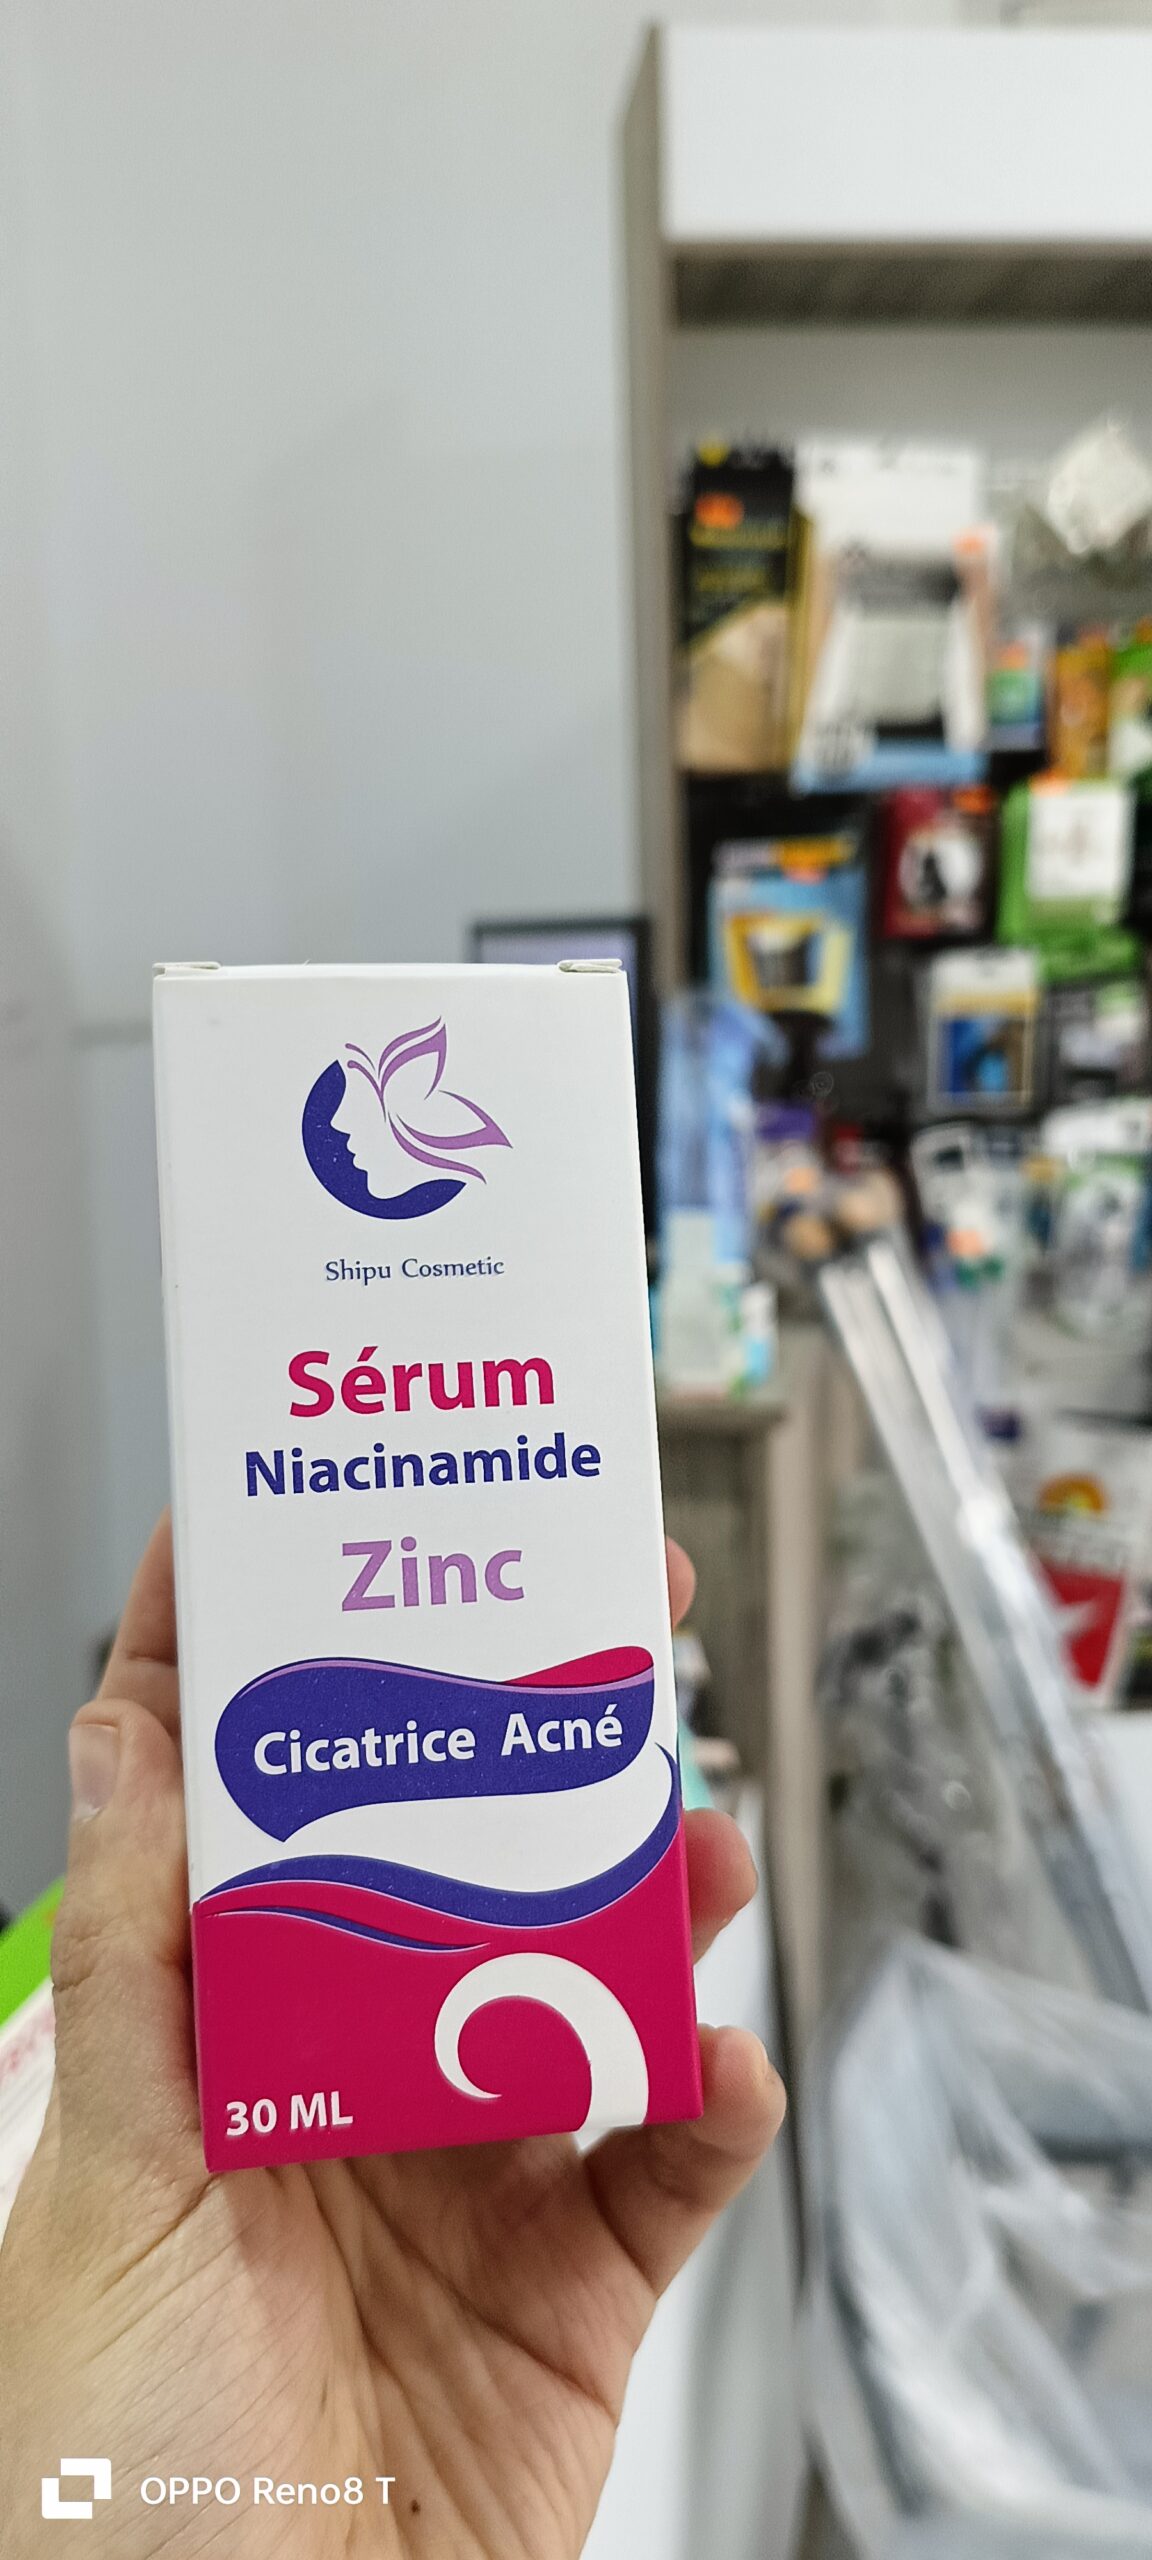 Shipu Cosmetic
Sérum
Niacinamide
Zinc
Cicatrice Acné
30 ML
OPPO Reno8 T